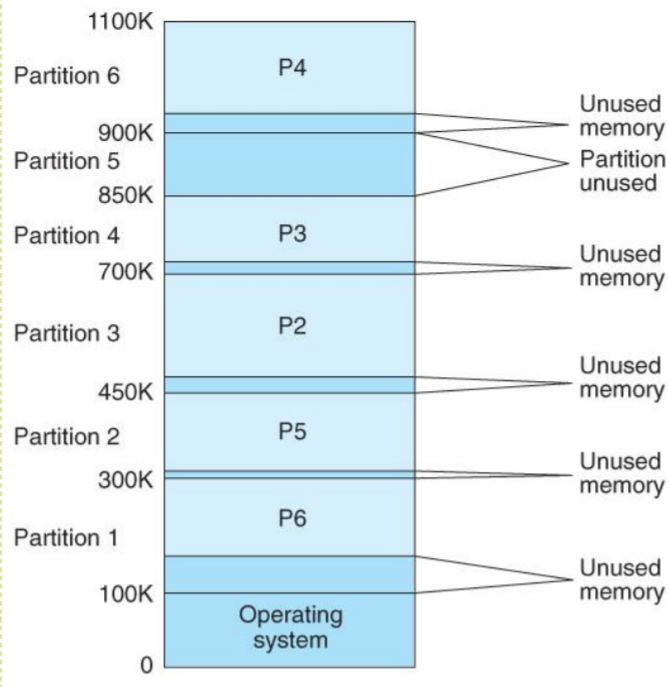 1100K
Partition 6
P4
Unused
memory
900K
Partition 5
Partition
unused
850K
Partition 4
P3
Unused
memory
700K
Partition 3
P2
Unused
memory
450K
Partition 2
P5
Unused
memory
300K
Partition 1
P6
Unused
memory
100K
Operating
system
0